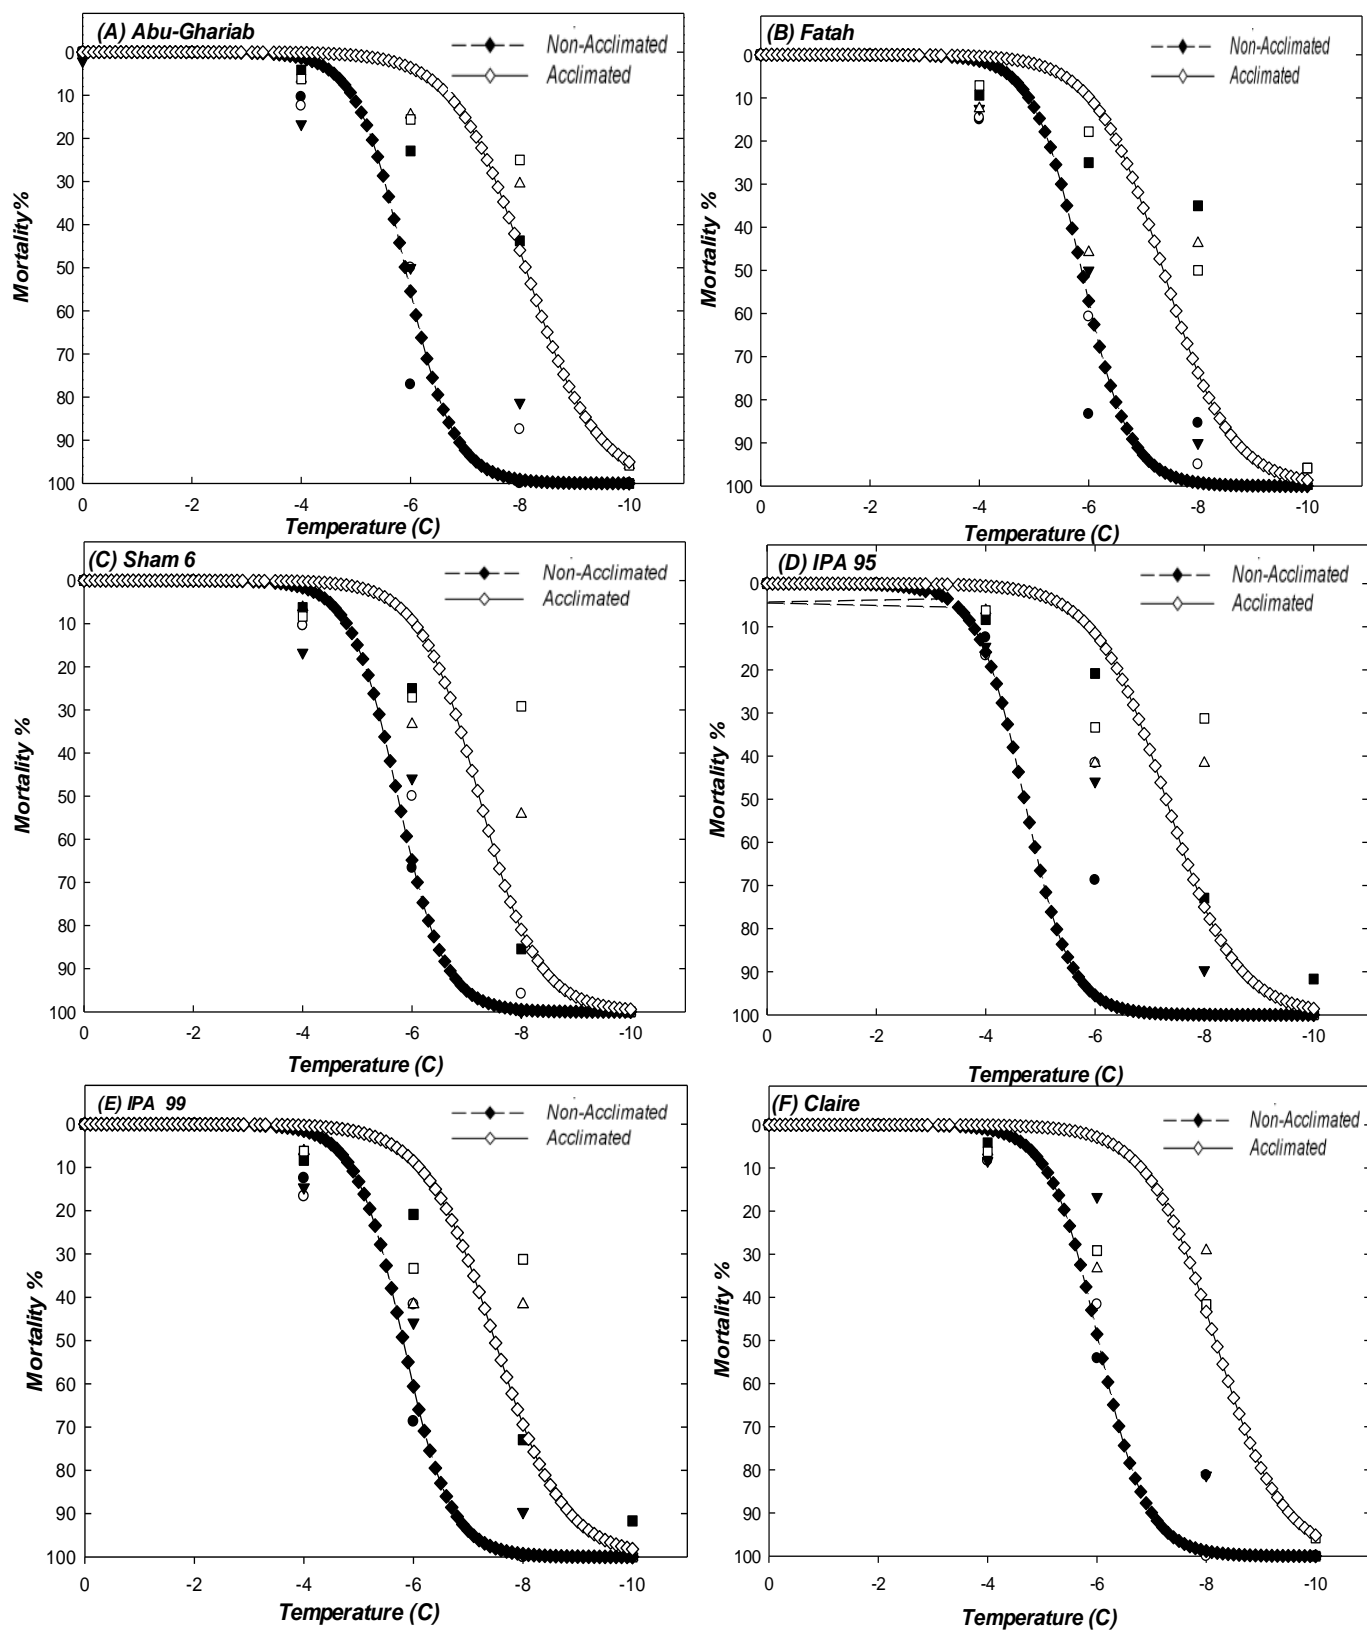 (A) Abu-Ghariab
Non-Acclimated
Acclimated
0
10
20
30
40
50
60
70
80
90
100
Mortality%
0 -2 -4 -6 -8 -10
Temperature (C)
(B) Fatah
Non-Acclimated
Acclimated
0
10
20
30
40
50
60
70
80
90
100
Mortality %
0 -2 -4 -6 -8 -10
Temperature (C)
(C) Sham 6
Non-Acclimated
Acclimated
0
10
20
30
40
50
60
70
80
90
100
Mortality %
0 -2 -4 -6 -8 -10
Temperature (C)
(D) IPA 95
Non-Acclimated
Acclimated
0
10
20
30
40
50
60
70
80
90
100
Mortality %
0 -2 -4 -6 -8 -10
Temperature (C)
(E) IPA 99
Non-Acclimated
Acclimated
0
10
20
30
40
50
60
70
80
90
100
Mortality %
0 -2 -4 -6 -8 -10
Temperature (C)
(F) Claire
Non-Acclimated
Acclimated
0
10
20
30
40
50
60
70
80
90
100
Mortality %
0 -2 -4 -6 -8 -10
Temperature (C)